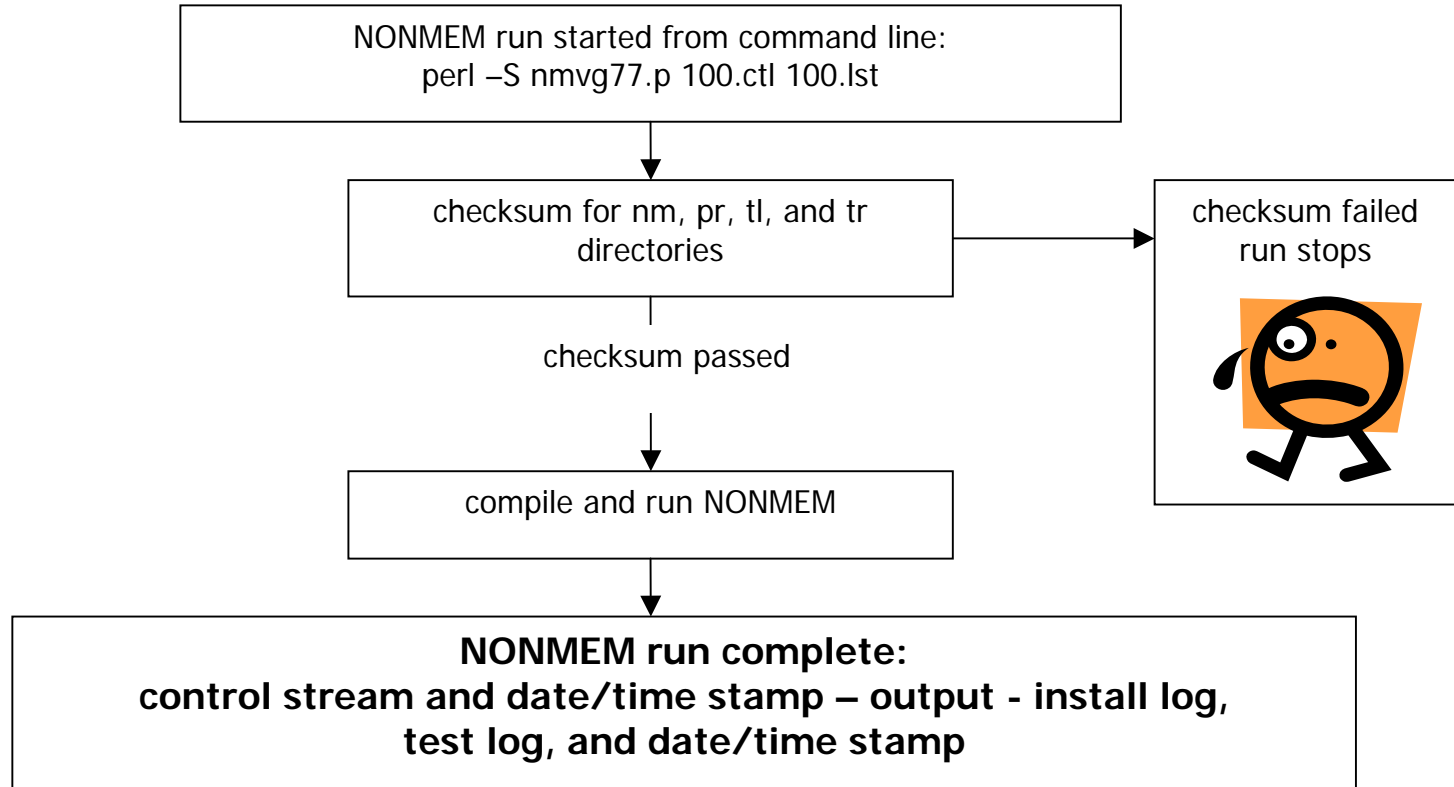 NONMEM run started from command line:
perl –S nmvg77.p 100.ctl 100.lst
checksum for nm, pr, tl, and tr
directories
checksum failed
run stops
checksum passed
compile and run NONMEM
NONMEM run complete:
control stream and date/time stamp – output - install log,
test log, and date/time stamp